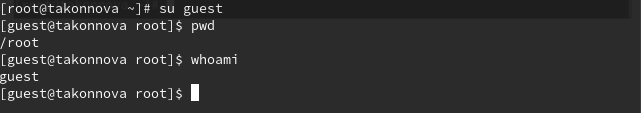 [root@takonnova ~]# su guest
[guest@takonnova root]$ pwd
/root
[guest@takonnova root]$ whoami
guest
[guest@takonnova root]$